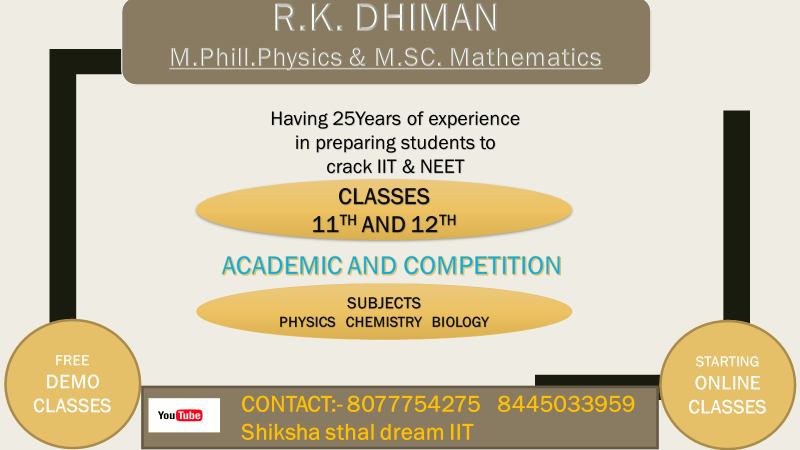 R.K. DHIMAN
M.Phill.Physics & M.SC. Mathematics
Having 25Years of experience
in preparing students to
crack IIT & NEET
CLASSES
11TH AND 12TH
ACADEMIC AND COMPETITION
SUBJECTS
PHYSICS CHEMISTRY BIOLOGY
FREE
DEMO
CLASSES
STARTING
ONLINE
CLASSES
YouTube
CONTACT:- 8077754275 8445033959
Shiksha sthal dream IIT